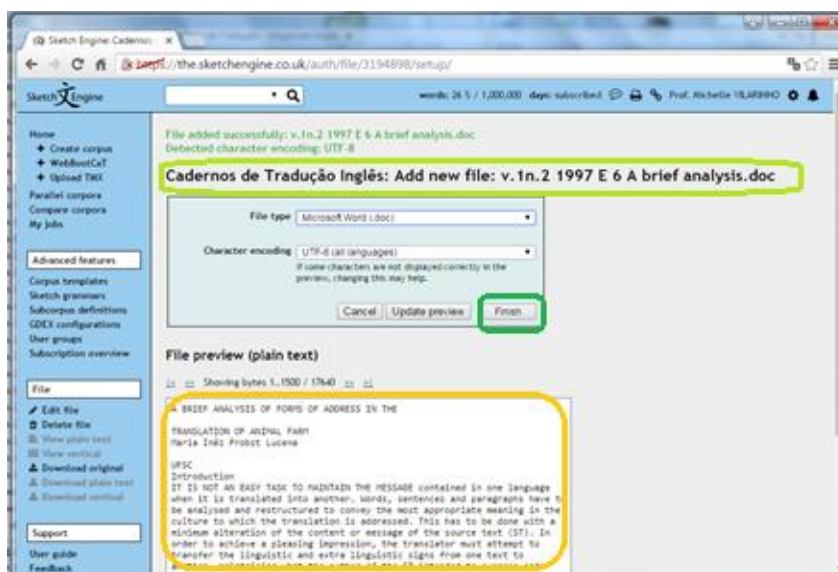 Sketch Engine: Cadernos
https://the.sketchengine.co.uk/auth/file/3194898/setup/
Sketch Engine
words: 26 % / 1,000,000 days: subscribed Prof. Michelle VILARINHO
Home
Create corpus
WebBootCaT
Upload TMX
Parallel corpora
Compare corpora
My jobs
Advanced features
Corpus templates
Sketch grammars
Subcorpus definitions
GDEX configurations
User groups
Subscription overview
File
Edit file
Delete file
View plain text
View vertical
Download original
Download plain text
Download vertical
Support
User guide
Feedback
File added successfully: v.1n.2 1997 E 6 A brief analysis.doc
Detected character encoding: UTF-8
Cadernos de Tradução Inglês: Add new file: v.1n.2 1997 E 6 A brief analysis.doc
File type Microsoft Word (.doc)
Character encoding UTF-8 (all languages)
If some characters are not displayed correctly in the
preview, changing this may help.
Cancel Update preview Finish
File preview (plain text)
Showing bytes 1..1500 / 17640
A BRIEF ANALYSIS OF FORMS OF ADDRESS IN THE
TRANSLATION OF ANIMAL FARM
Maria Inêz Probst Lucena
UFSC
Introduction
IT IS NOT AN EASY TASK TO MAINTAIN THE MESSAGE contained in one language
when it is translated into another. Words, sentences and paragraphs have to
be analysed and restructured to convey the most appropriate meaning in the
culture to which the translation is addressed. This has to be done with a
minimum alteration of the content or message of the source text (ST). In
order to achieve a pleasing impression, the translator must attempt to
transfer the linguistic and extra linguistic signs from one text to